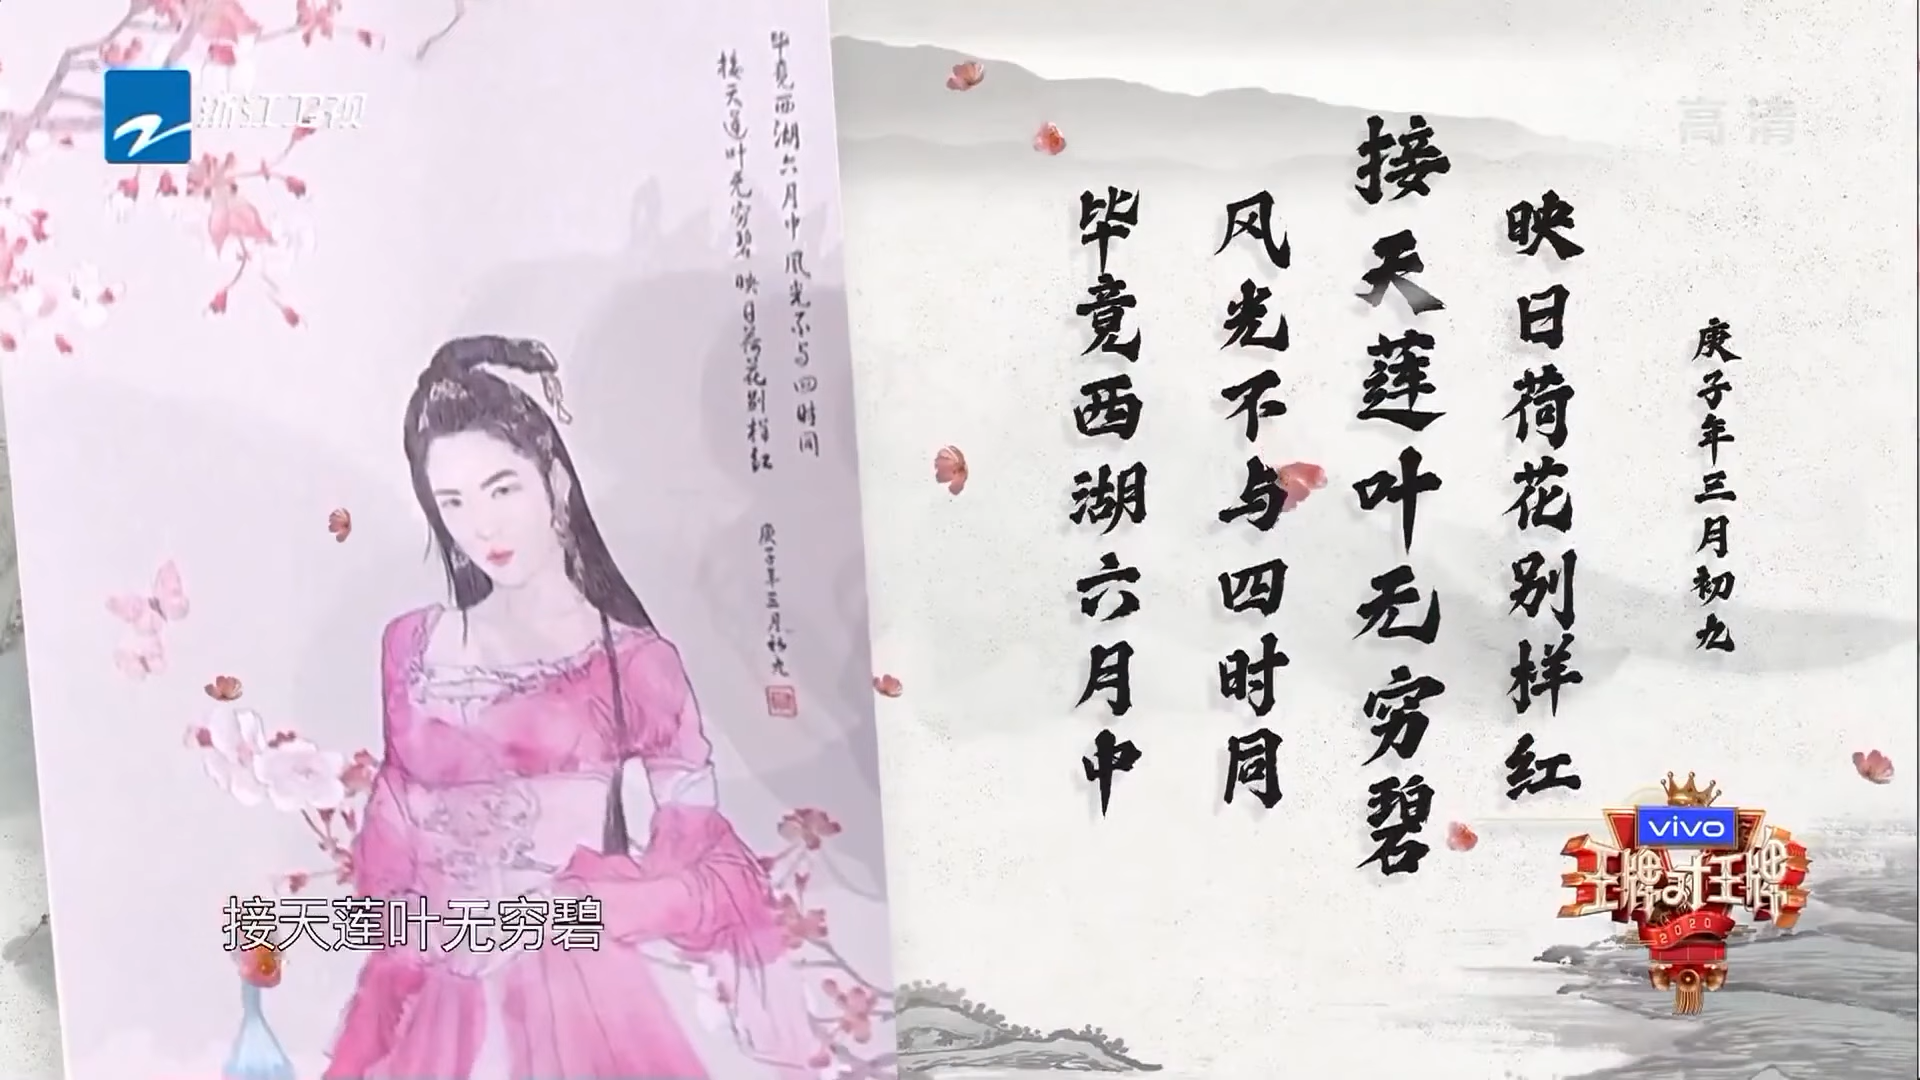 浙江卫视
高清
毕竟西湖六月中
风光不与四时同
接天莲叶无穷碧
映日荷花别样红
庚子年三月初九
毕竟西湖六月中 风光不与四时同
接天莲叶无穷碧 映日荷花别样红
庚子年三月初九
接天莲叶无穷碧
vivo
王牌对王牌
2020